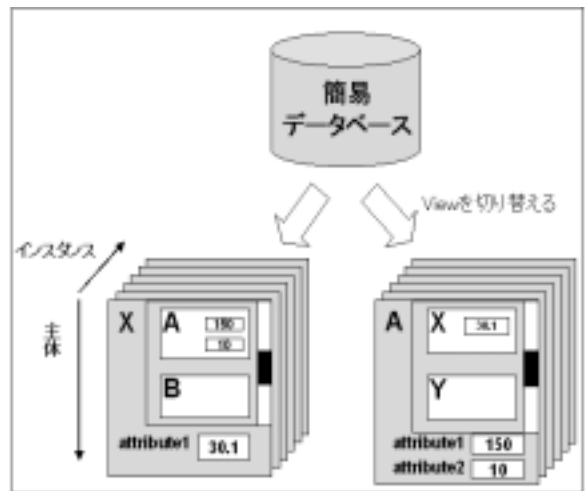 簡易
データベース
Viewを切り替える
インスタンス
主体
X
A
150
10
B
attribute1
30.1
A
X
30.1
Y
attribute1
150
attribute2
10